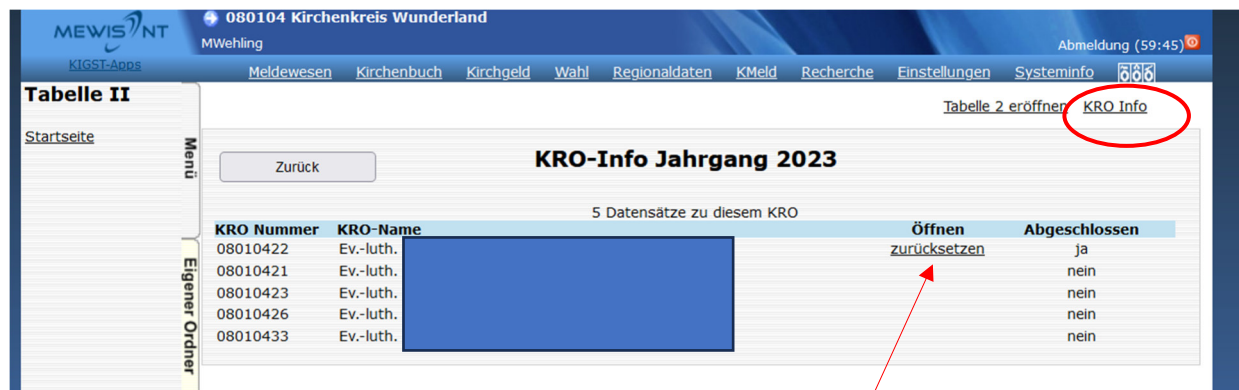 MEWIS NT
080104 Kirchenkreis Wunderland
MWehling
Abmeldung (59:45)
KIGST-Apps
Meldewesen Kirchenbuch Kirchgeld Wahl Regionaldaten KMeld Recherche Einstellungen Systeminfo õôó
Tabelle II
Startseite
Menü
Eigener Ordner
Tabelle 2 eröffnen KRO Info
Zurück
KRO-Info Jahrgang 2023
5 Datensätze zu diesem KRO
KRO Nummer KRO-Name Öffnen Abgeschlossen
08010422 Ev.-luth. zurücksetzen ja
08010421 Ev.-luth. nein
08010423 Ev.-luth. nein
08010426 Ev.-luth. nein
08010433 Ev.-luth. nein